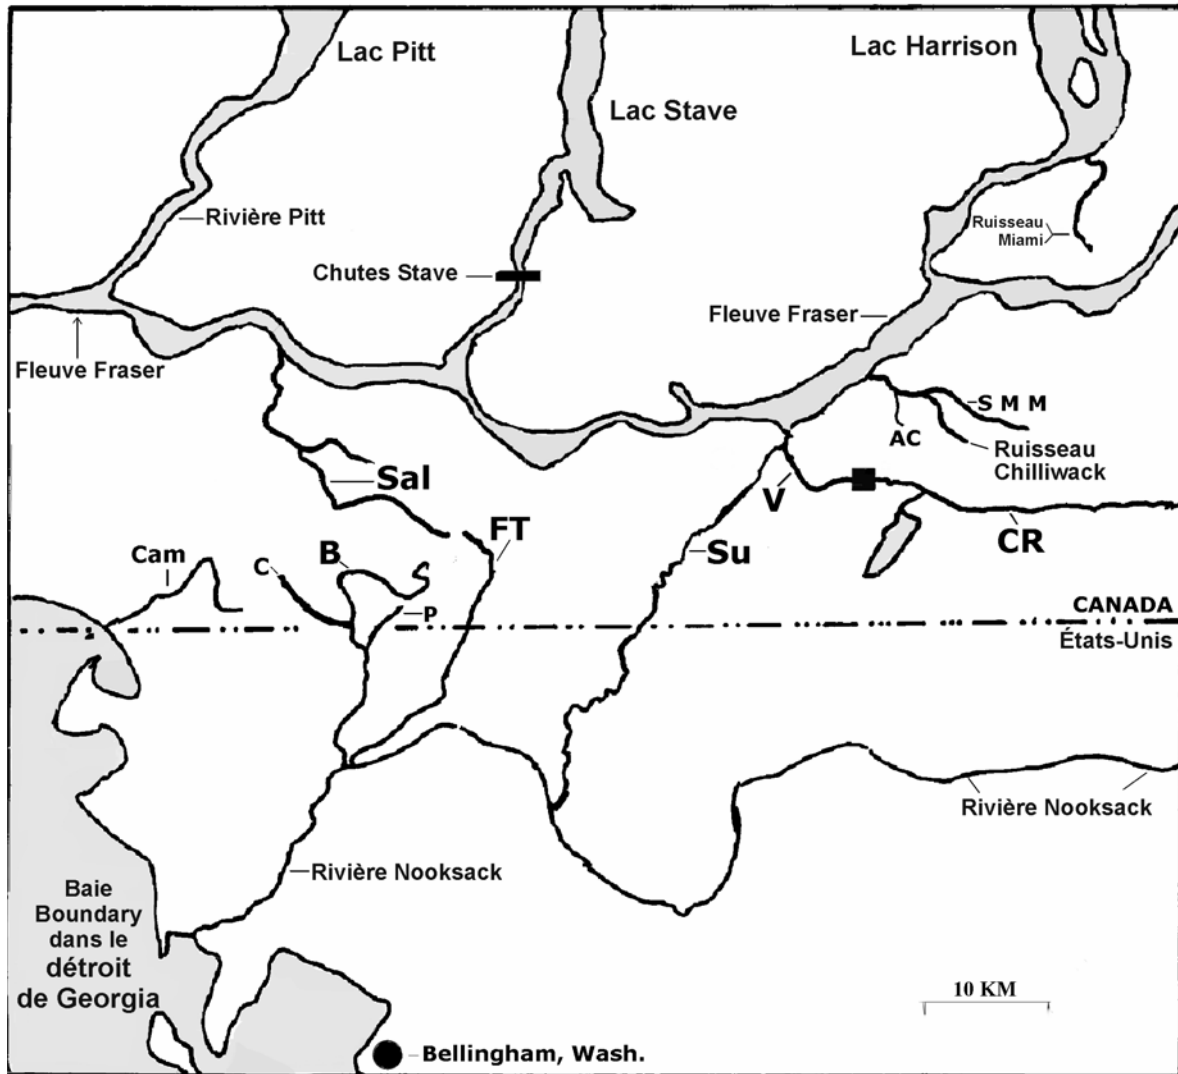 Lac Pitt
Lac Harrison
Lac Stave
Rivière Pitt
Ruisseau
Miami
Chutes Stave
Fleuve Fraser
Fleuve Fraser
S M M
AC
Ruisseau
Chilliwack
Sal
V
FT
CR
Su
Cam
B
C
P
CANADA
États-Unis
Rivière Nooksack
Rivière Nooksack
Baie
Boundary
dans le
détroit
de Georgia
10 KM
Bellingham, Wash.